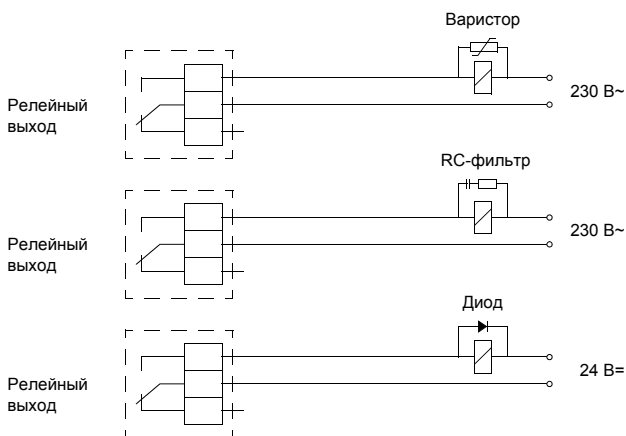 Варистор
Релейный
выход
230 В~
RC-фильтр
Релейный
выход
230 В~
Диод
Релейный
выход
24 В=